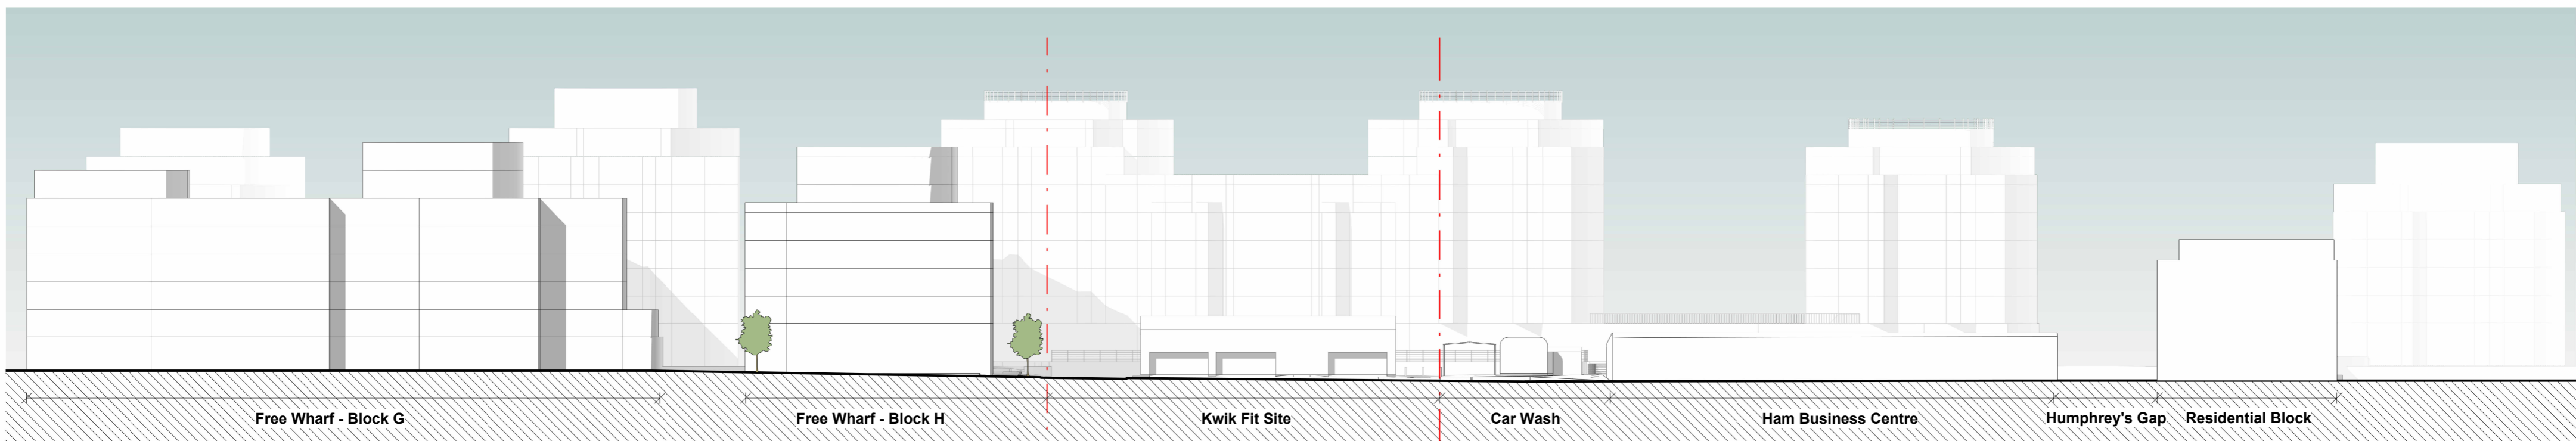 Free Wharf - Block G
Free Wharf - Block H
Kwik Fit Site
Car Wash
Ham Business Centre
Humphrey's Gap
Residential Block